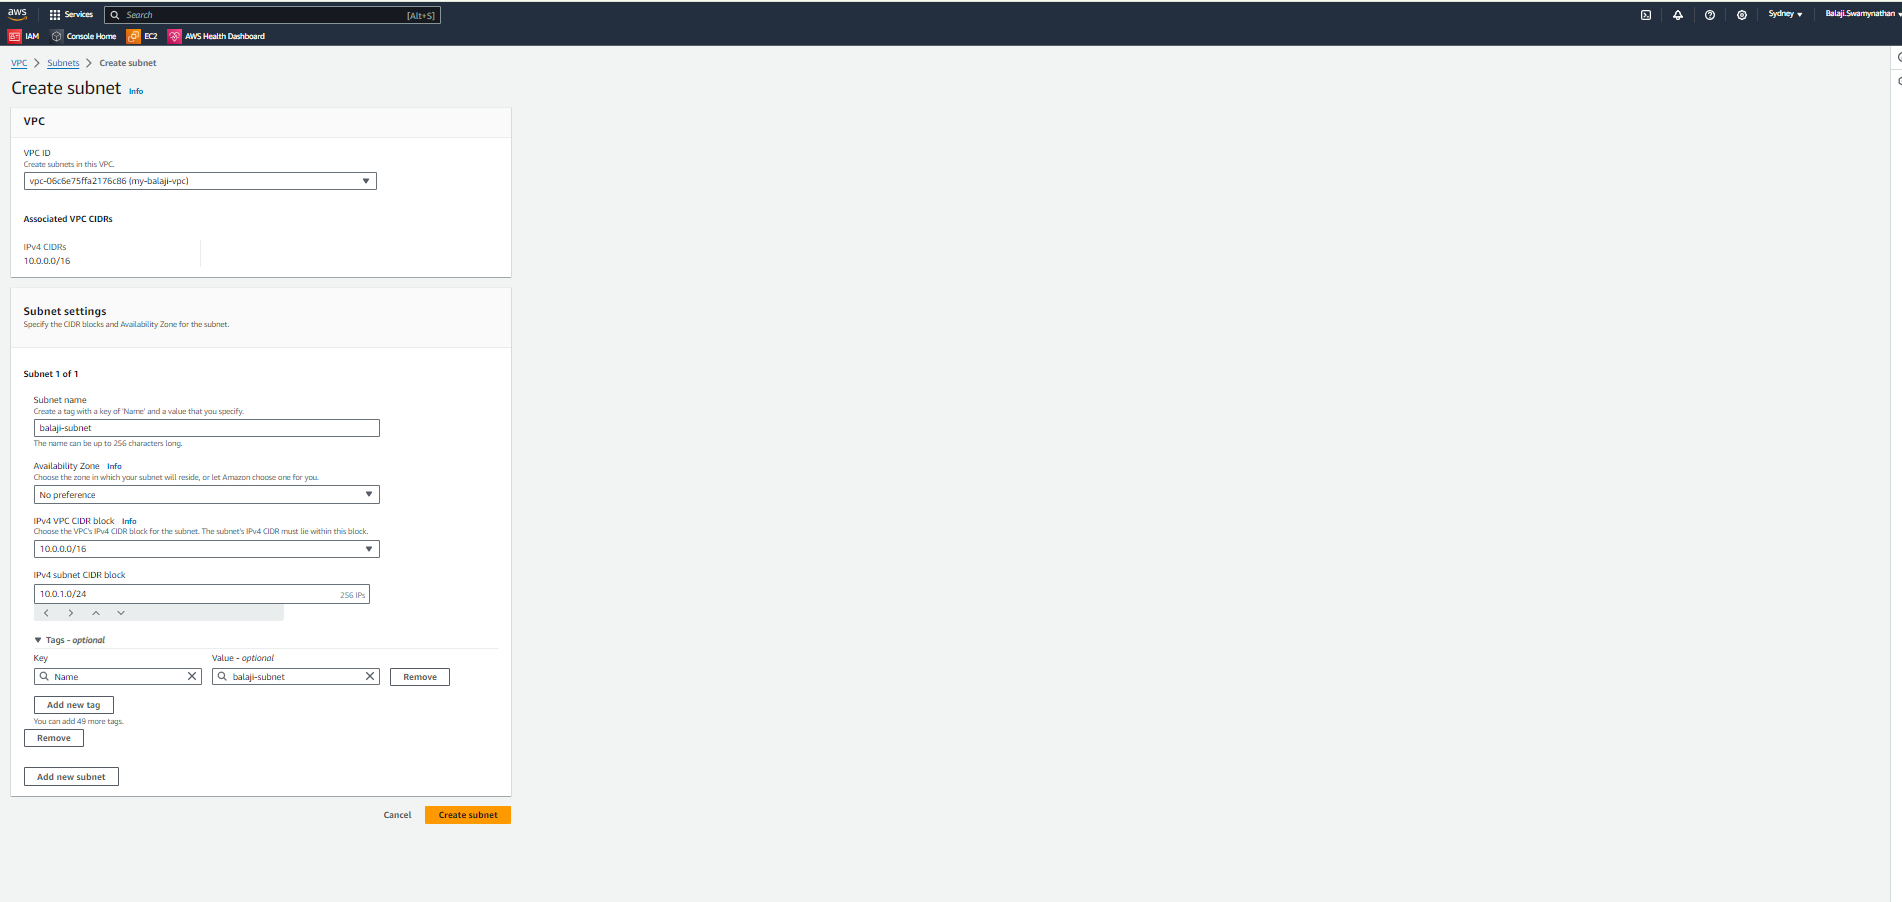 aws Services Search [Alt+S] Sydney Balaji.Swamynathan
IAM Console Home EC2 AWS Health Dashboard
VPC Subnets Create subnet
Create subnet Info
VPC
VPC ID
Create subnets in this VPC.
vpc-06c6e75ffa2176c86 (my-balaji-vpc)
Associated VPC CIDRs
IPv4 CIDRs
10.0.0.0/16
Subnet settings
Specify the CIDR blocks and Availability Zone for the subnet.
Subnet 1 of 1
Subnet name
Create a tag with a key of 'Name' and a value that you specify.
balaji-subnet
The name can be up to 256 characters long.
Availability Zone Info
Choose the zone in which your subnet will reside, or let Amazon choose one for you.
No preference
IPv4 VPC CIDR block Info
Choose the VPC's IPv4 CIDR block for the subnet. The subnet's IPv4 CIDR must lie within this block.
10.0.0.0/16
IPv4 subnet CIDR block
10.0.1.0/24 256 IPs
Tags - optional
Key Value - optional
Name balaji-subnet Remove
Add new tag
You can add 49 more tags.
Remove
Add new subnet
Cancel Create subnet